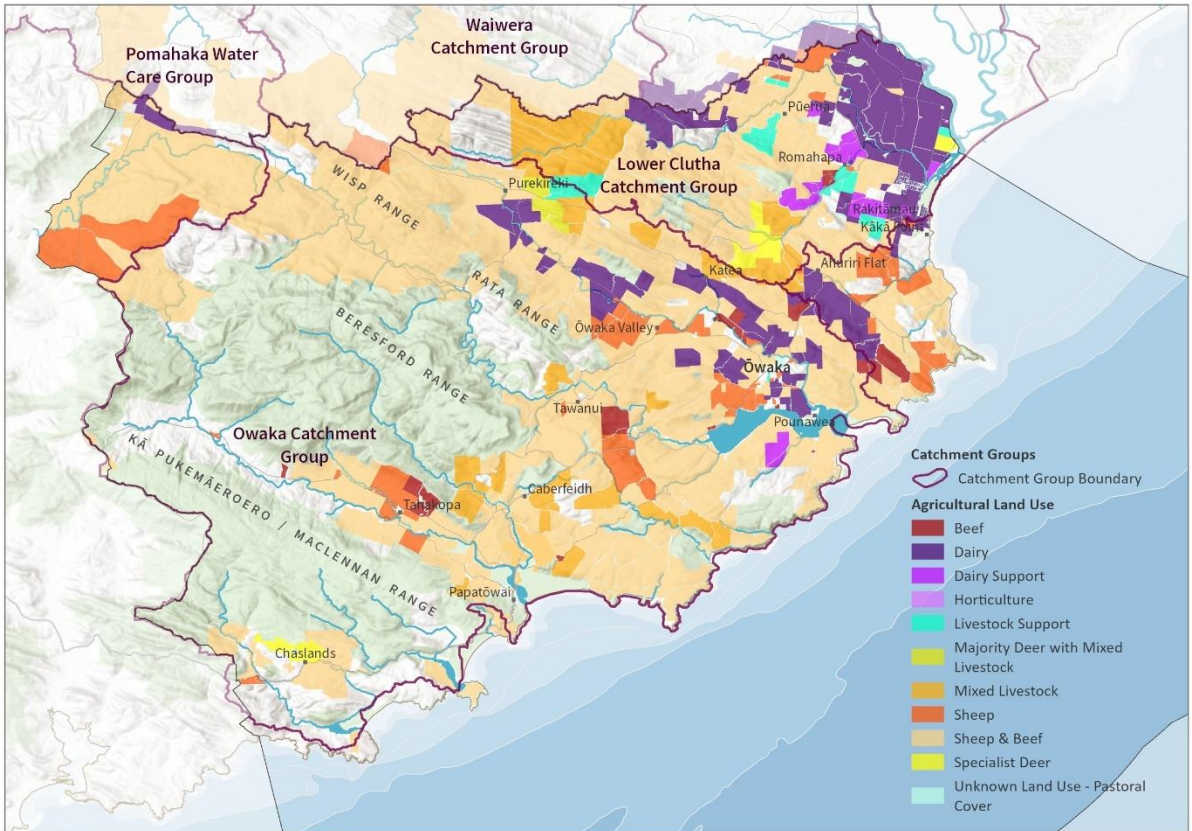 Waiwera
Catchment Group
Pomahaka Water
Care Group
Pūerua
Romahapa
Lower Clutha
Catchment Group
WISP RANGE
Purekireki
Rakitāmau
Kākā Point
Ahuriri Flat
Katea
RATA RANGE
BERESFORD RANGE
Ōwaka Valley
Ōwaka
Tawanui
Pounawea
Owaka Catchment
Group
KĀ PUKEMĀEROERO / MACLENNAN RANGE
Caberfeidh
Tahakopa
Papatōwai
Chaslands
Catchment Groups
Catchment Group Boundary
Agricultural Land Use
Beef
Dairy
Dairy Support
Horticulture
Livestock Support
Majority Deer with Mixed
Livestock
Mixed Livestock
Sheep
Sheep & Beef
Specialist Deer
Unknown Land Use - Pastoral
Cover